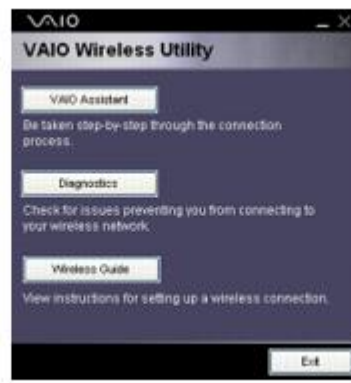 VAIO
VAIO Wireless Utility
VAIO Assistant
Be taken step-by-step through the connection
process.
Diagnostics
Check for issues preventing you from connecting to
your wireless network.
Wireless Guide
View instructions for setting up a wireless connection.
Exit